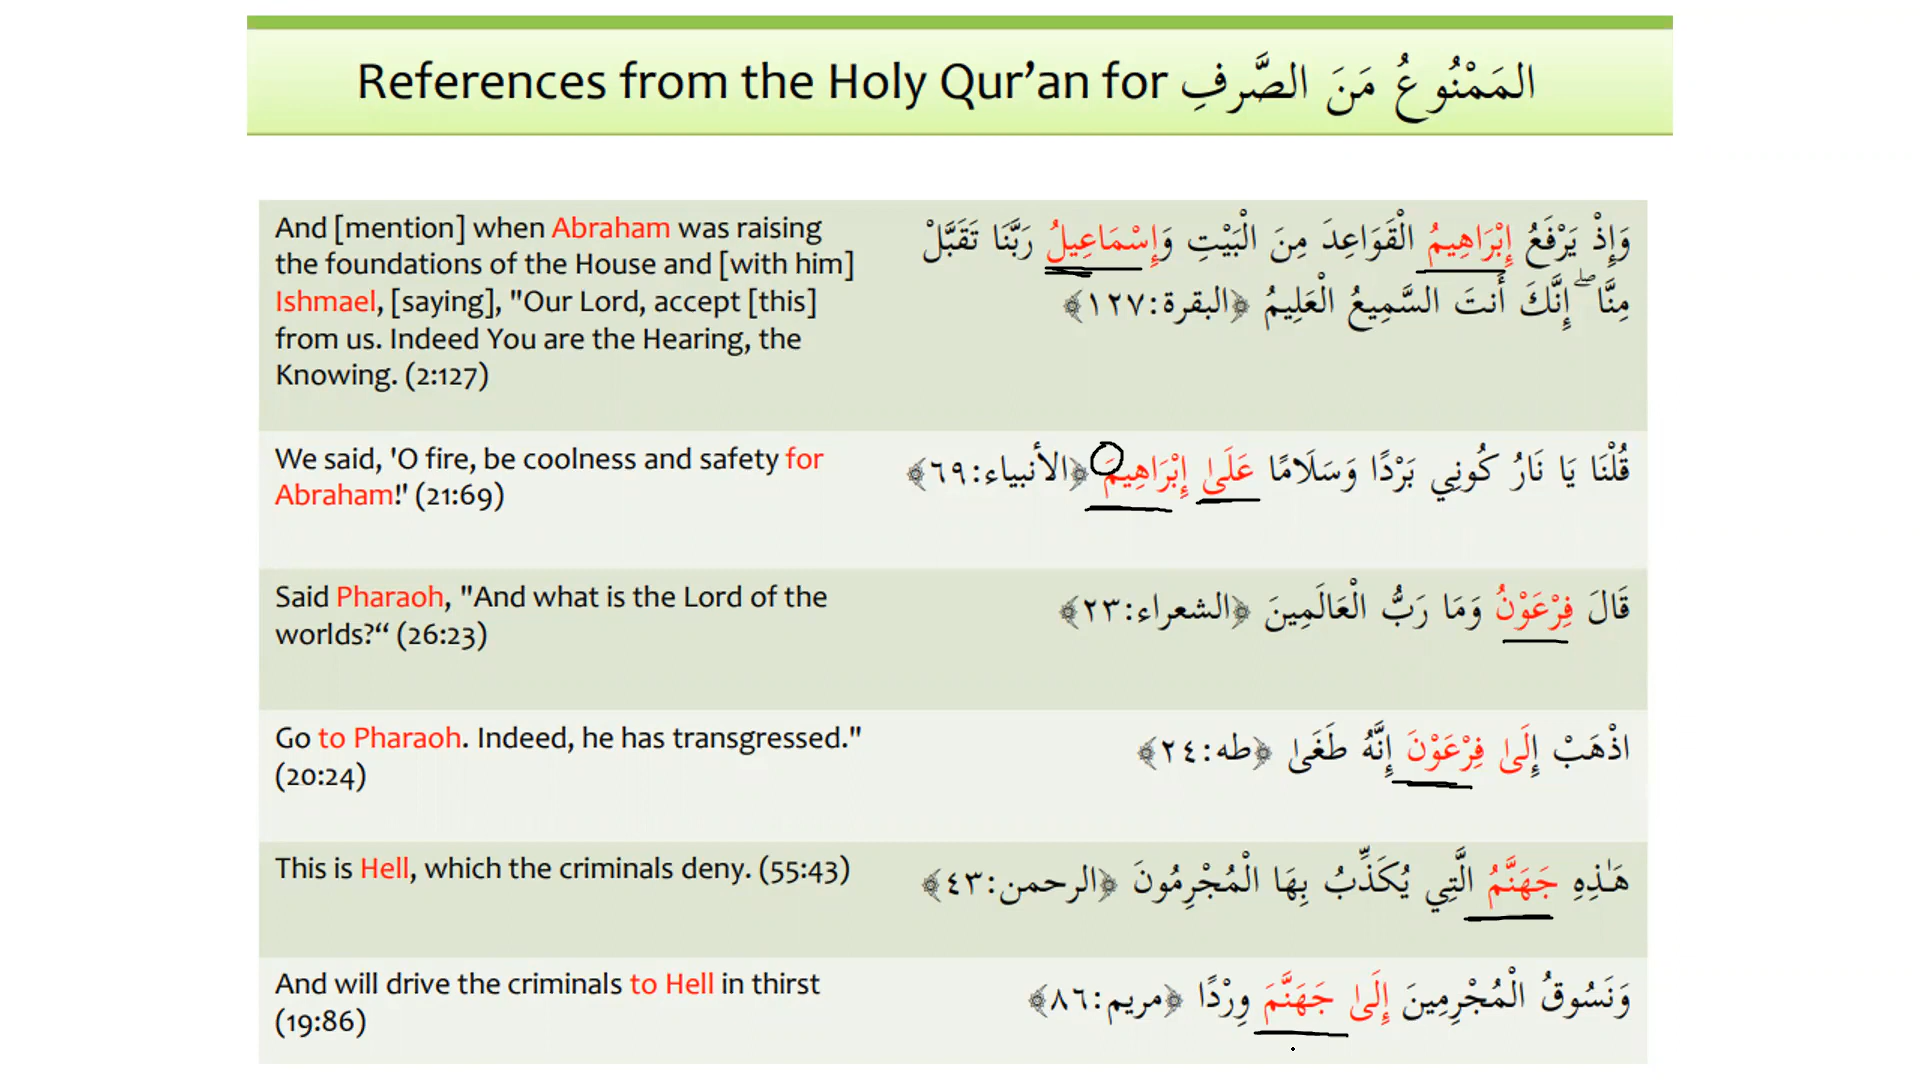 References from the Holy Qur’an for المَمْنُوعُ مَنَ الصَّرفِ
And [mention] when Abraham was raising
the foundations of the House and [with him]
Ishmael, [saying], "Our Lord, accept [this]
from us. Indeed You are the Hearing, the
Knowing. (2:127)
وَإِذْ يَرْفَعُ إِبْرَاهِيمُ الْقَوَاعِدَ مِنَ الْبَيْتِ وَإِسْمَاعِيلُ رَبَّنَا تَقَبَّلْ
مِنَّا ۖ إِنَّكَ أَنتَ السَّمِيعُ الْعَلِيمُ ﴿البقرة:١٢٧﴾
We said, 'O fire, be coolness and safety for
Abraham!' (21:69)
قُلْنَا يَا نَارُ كُونِي بَرْدًا وَسَلَامًا عَلَىٰ إِبْرَاهِيمَ ﴿الأنبياء:٦٩﴾
Said Pharaoh, "And what is the Lord of the
worlds?“ (26:23)
قَالَ فِرْعَوْنُ وَمَا رَبُّ الْعَالَمِينَ ﴿الشعراء:٢٣﴾
Go to Pharaoh. Indeed, he has transgressed."
(20:24)
اذْهَبْ إِلَىٰ فِرْعَوْنَ إِنَّهُ طَغَىٰ ﴿طه:٢٤﴾
This is Hell, which the criminals deny. (55:43)
هَٰذِهِ جَهَنَّمُ الَّتِي يُكَذِّبُ بِهَا الْمُجْرِمُونَ ﴿الرحمن:٤٣﴾
And will drive the criminals to Hell in thirst
(19:86)
وَنَسُوقُ الْمُجْرِمِينَ إِلَىٰ جَهَنَّمَ وِرْدًا ﴿مريم:٨٦﴾